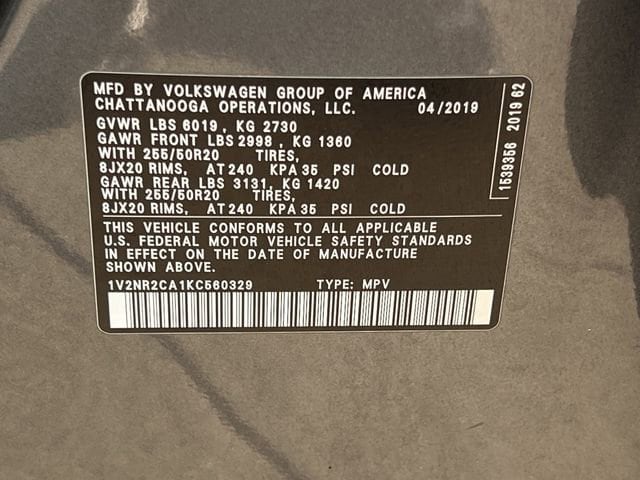 MFD BY VOLKSWAGEN GROUP OF AMERICA
CHATTANOOGA OPERATIONS, LLC. 04/2019
GVWR LBS 6019 , KG 2730
GAWR FRONT LBS 2998 , KG 1360
WITH 255/50R20 TIRES,
8JX20 RIMS, AT 240 KPA 35 PSI COLD
GAWR REAR LBS 3131, KG 1420
WITH 255/50R20 TIRES,
8JX20 RIMS, AT 240 KPA 35 PSI COLD
THIS VEHICLE CONFORMS TO ALL APPLICABLE
U.S. FEDERAL MOTOR VEHICLE SAFETY STANDARDS
IN EFFECT ON THE DATE OF MANUFACTURE
SHOWN ABOVE.
1V2NR2CA1KC560329 TYPE: MPV
1539356 2019 62